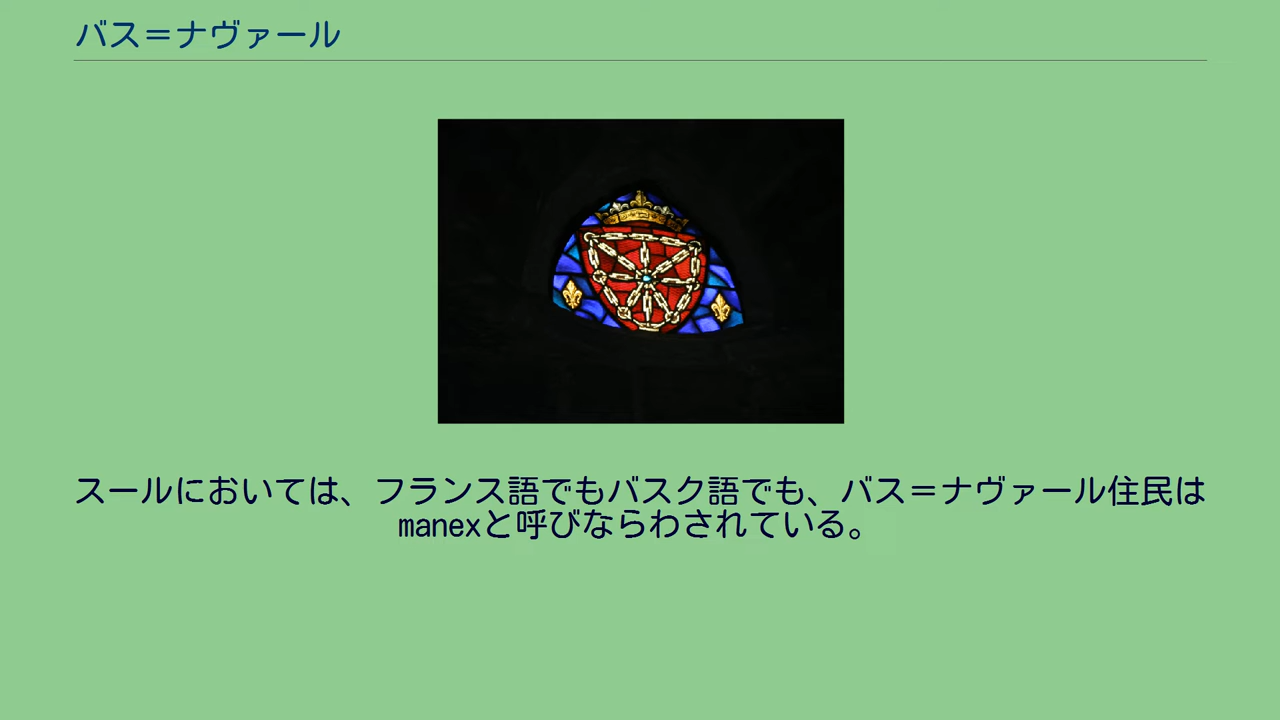 バス＝ナヴァール
スールにおいては、フランス語でもバスク語でも、バス＝ナヴァール住民は
manexと呼びならわされている。